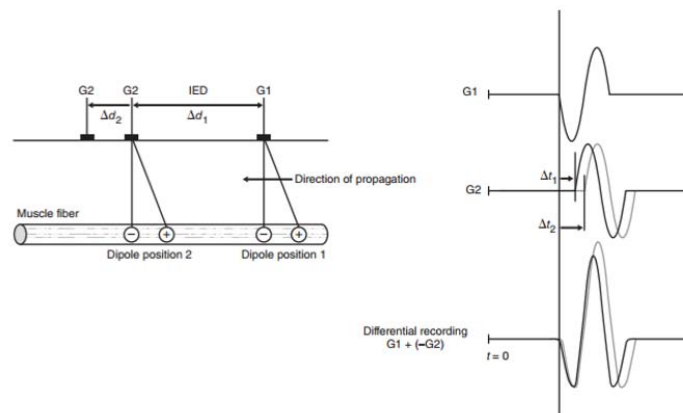 G2 G2 IED G1
Δd₂ Δd₁
Direction of propagation
Muscle fiber
− + − +
Dipole position 2 Dipole position 1
G1
Δt₁
G2
Δt₂
Differential recording
G1 + (−G2)
t = 0